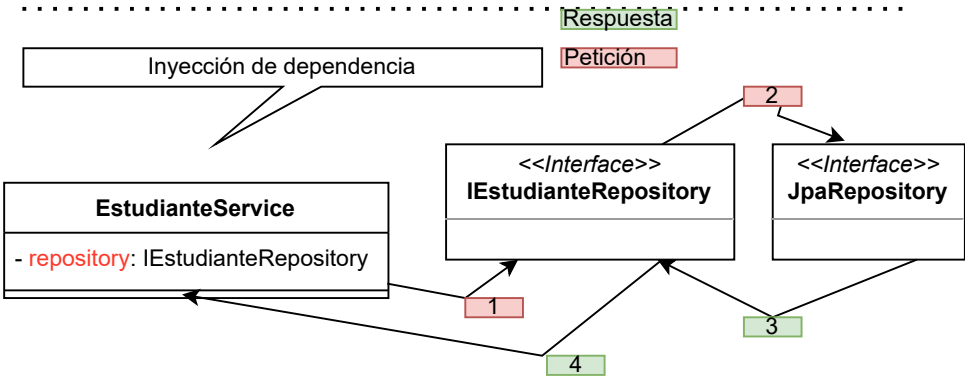 Respuesta
Petición
Inyección de dependencia
2
<<Interface>>
IEstudianteRepository
<<Interface>>
JpaRepository
EstudianteService
- repository: IEstudianteRepository
1
3
4